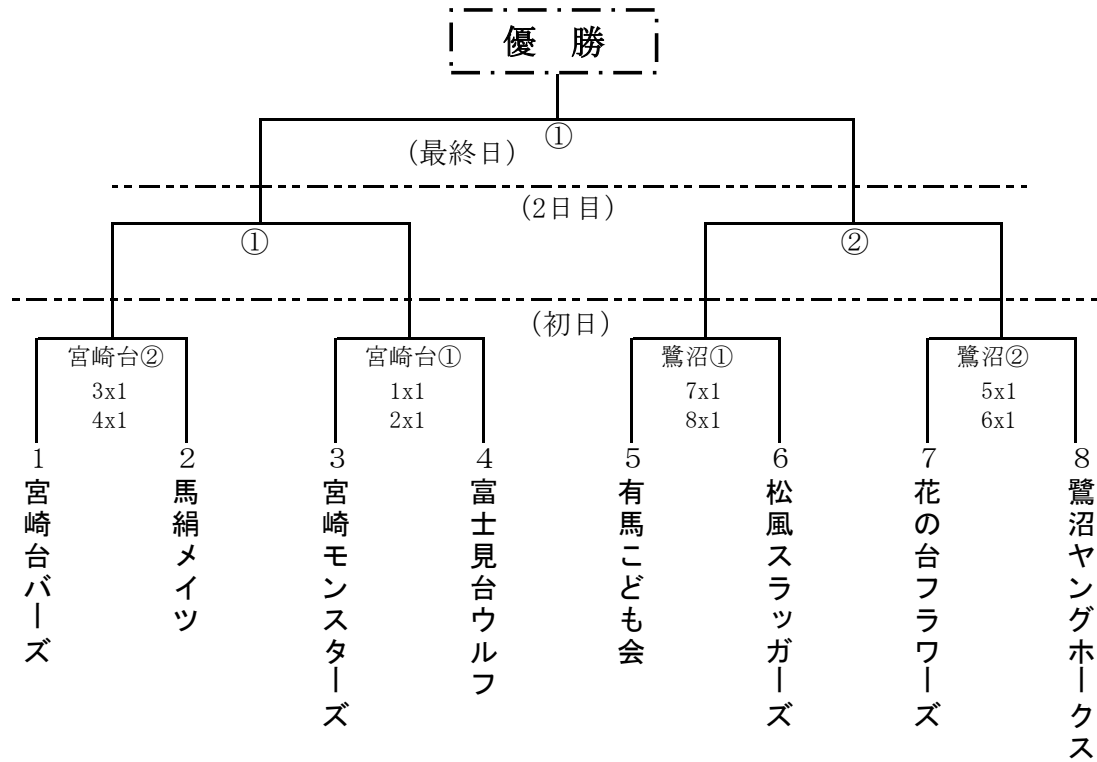 優　勝
①
(最終日)
(2日目)
①
②
(初日)
宮崎台②
3x1
4x1
宮崎台①
1x1
2x1
鷺沼①
7x1
8x1
鷺沼②
5x1
6x1
1
宮崎台バーズ
2
馬絹メイツ
3
宮崎モンスターズ
4
富士見台ウルフ
5
有馬こども会
6
松風スラッガーズ
7
花の台フラワーズ
8
鷺沼ヤングホークス